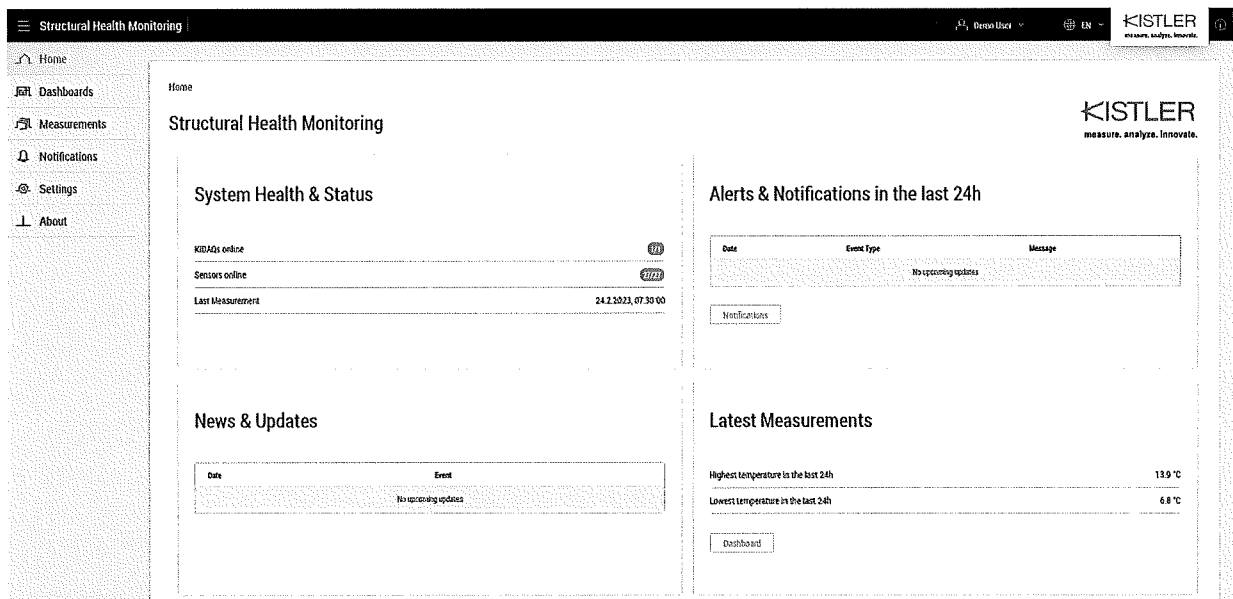 Structural Health Monitoring
Demo User
EN
KISTLER
measure. analyze. innovate.
Home
Dashboards
Measurements
Notifications
Settings
About
Home
Structural Health Monitoring
KISTLER
measure. analyze. innovate.
System Health & Status
KiDAQs online
Sensors online
Last Measurement 24.2.2023, 07:30:00
Alerts & Notifications in the last 24h
Date Event Type Message
No upcoming updates
Notifications
News & Updates
Date Event
No upcoming updates
Latest Measurements
Highest temperature in the last 24h 13.9 °C
Lowest temperature in the last 24h 6.8 °C
Dashboard